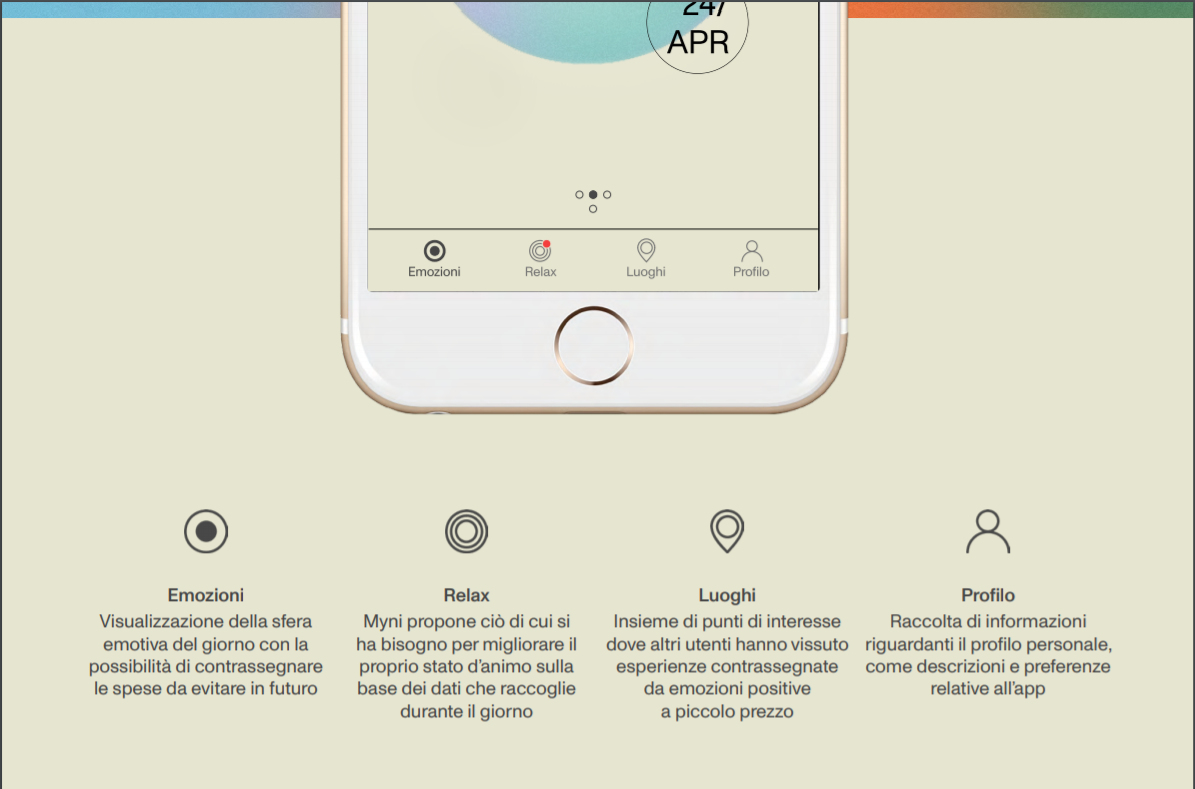 24/
APR
Emozioni
Relax
Luoghi
Profilo
Emozioni
Visualizzazione della sfera
emotiva del giorno con la
possibilità di contrassegnare
le spese da evitare in futuro
Relax
Myni propone ciò di cui si
ha bisogno per migliorare il
proprio stato d'animo sulla
base dei dati che raccoglie
durante il giorno
Luoghi
Insieme di punti di interesse
dove altri utenti hanno vissuto
esperienze contrassegnate
da emozioni positive
a piccolo prezzo
Profilo
Raccolta di informazioni
riguardanti il profilo personale,
come descrizioni e preferenze
relative all'app